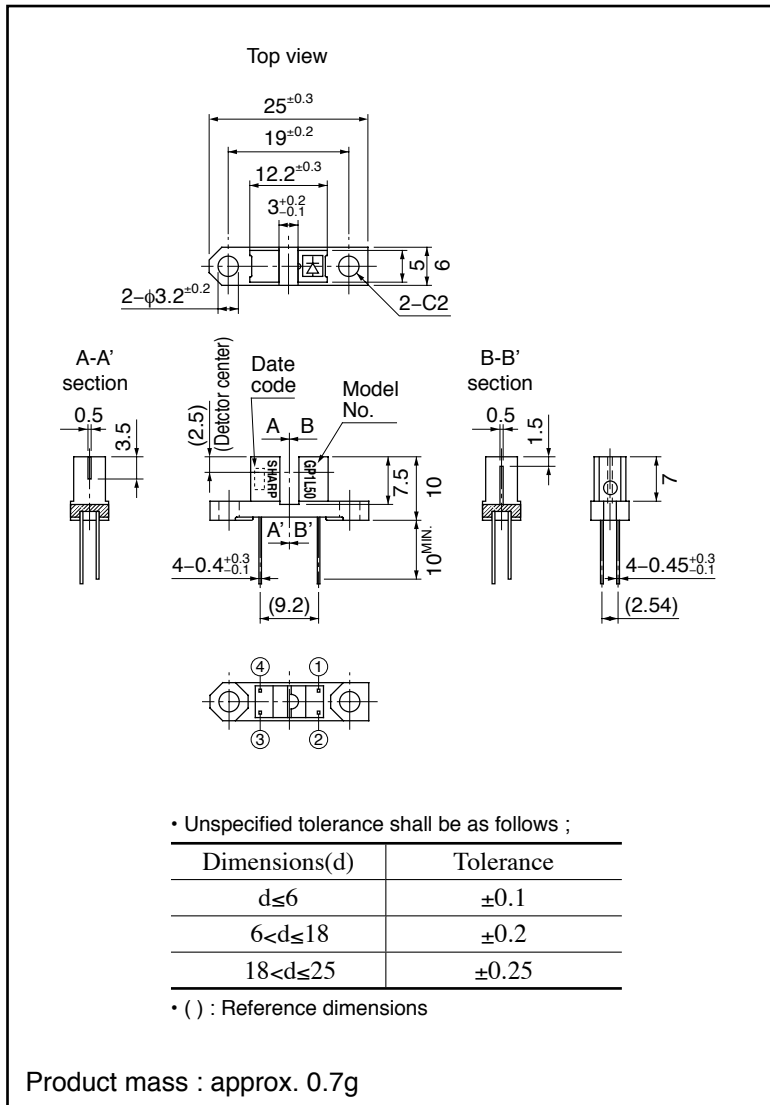 Top view
25±0.3
19±0.2
12.2±0.3
3+0.2 −0.1
5
6
2−φ3.2±0.2
2−C2
A-A'
section
0.5
3.5
(2.5)
(Detctor center)
Date
code
A
B
Model
No.
SHARP
GP1L50
7.5
10
A'
B'
10MIN.
4−0.4+0.3 −0.1
(9.2)
B-B'
section
0.5
1.5
7
4−0.45+0.3 −0.1
(2.54)
④
①
③
②
• Unspecified tolerance shall be as follows ;
Dimensions(d) Tolerance
d≤6 ±0.1
6<d≤18 ±0.2
18<d≤25 ±0.25
• ( ) : Reference dimensions
Product mass : approx. 0.7g